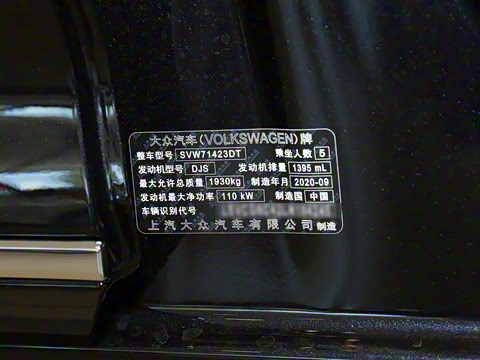 大众汽车(VOLKSWAGEN)牌
整车型号 SVW71423DT 乘坐人数 5
发动机型号 DJS 发动机排量 1395 mL
最大允许总质量 1930kg 制造年月 2020-09
发动机最大净功率 110 kW 制造国 中国
车辆识别代号
上汽大众汽车有限公司 制造